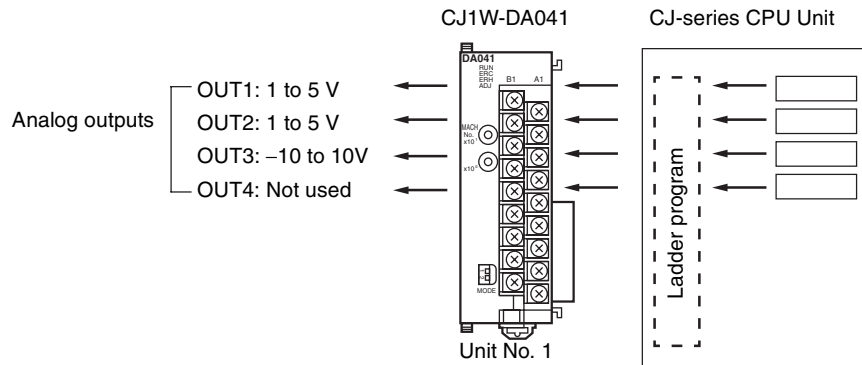 CJ1W-DA041
CJ-series CPU Unit
Analog outputs
OUT1: 1 to 5 V
OUT2: 1 to 5 V
OUT3: −10 to 10V
OUT4: Not used
DA041
RUN
ERC
ERH
ADJ
B1 A1
MACH
No.
x10¹
x10⁰
1 2
MODE
Ladder program
Unit No. 1